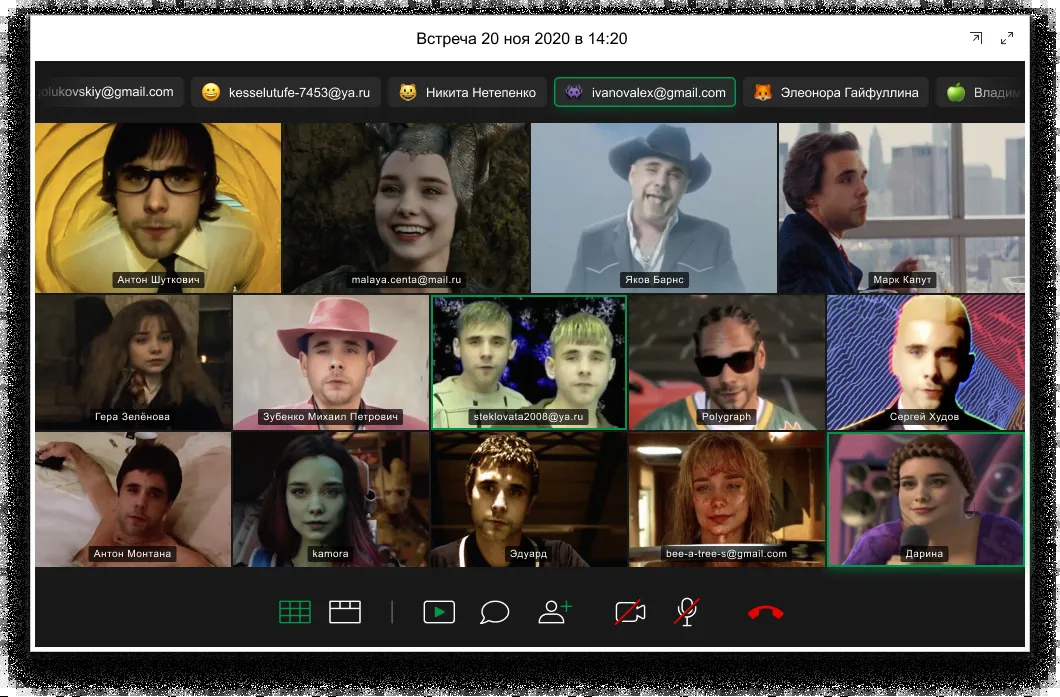 Встреча 20 ноя 2020 в 14:20
olukovskiy@gmail.com
kesselutufe-7453@ya.ru
Никита Нетепенко
ivanovalex@gmail.com
Элеонора Гайфуллина
Владим
Антон Шуткович
malaya.centa@mail.ru
Яков Барнс
Марк Капут
Гера Зелёнова
Зубенко Михаил Петрович
steklovata2008@ya.ru
Polygraph
Сергей Худов
Антон Монтана
kamora
Эдуард
bee-a-tree-s@gmail.com
Дарина